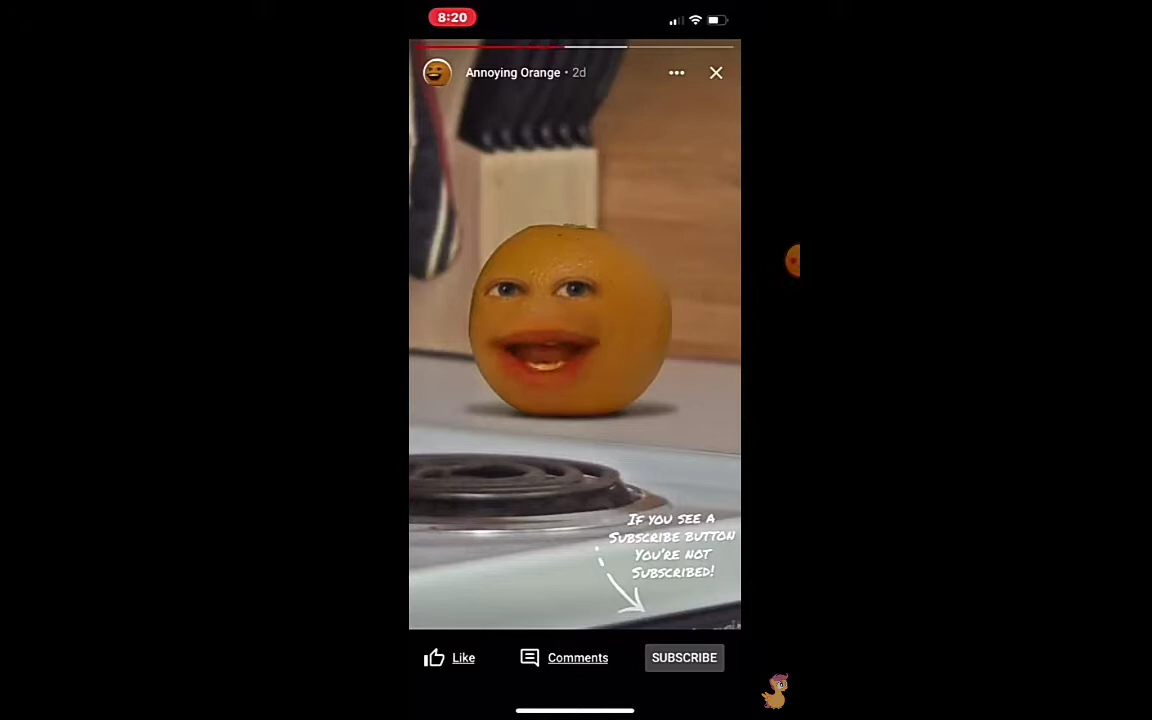 8:20
Annoying Orange • 2d
If you see a
Subscribe button
You're not
Subscribed!
Like
Comments
SUBSCRIBE